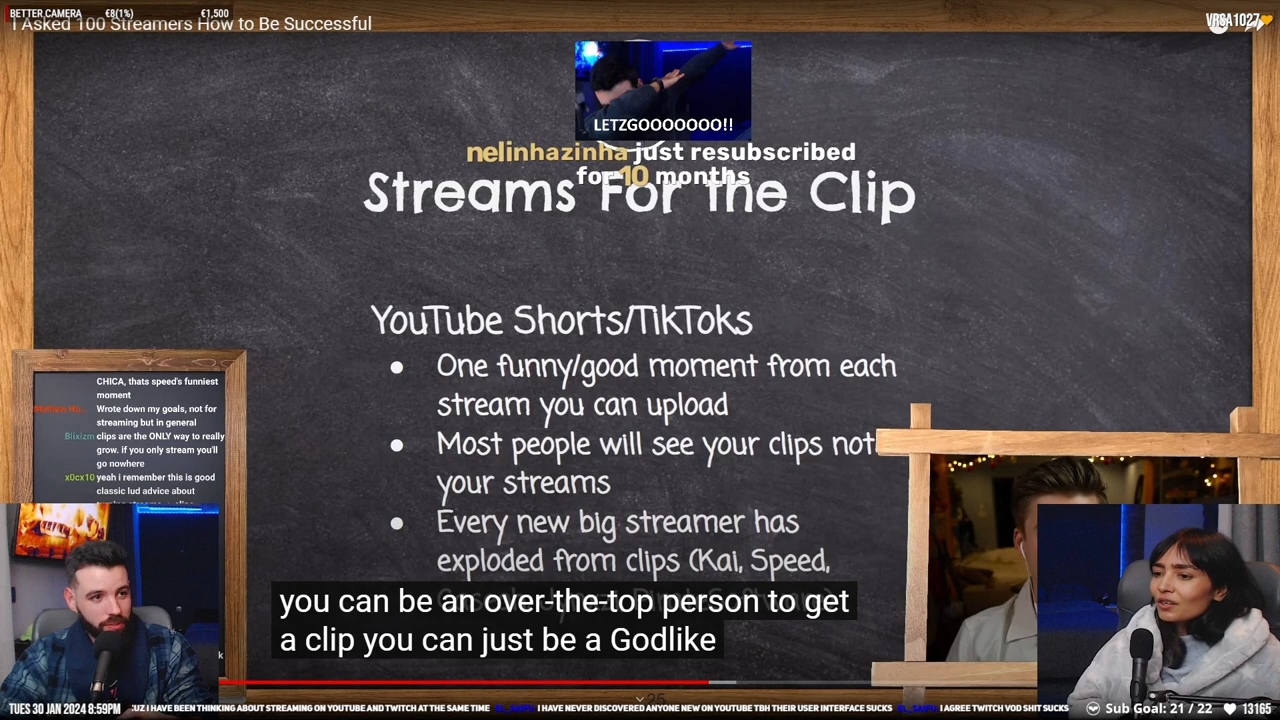 BETTER CAMERA €8(1%) €1,500
I Asked 100 Streamers How to Be Successful
VRSA1027
LETZGOOOOOOO!!
nelinhazinha just resubscribed
for 10 months
Streams For the Clip
YouTube Shorts/TikToks
One funny/good moment from each
stream you can upload
Most people will see your clips not
your streams
Every new big streamer has
exploded from clips (Kai, Speed,
CHICA, thats speed's funniest
moment
Wrote down my goals, not for
streaming but in general
Blixizm clips are the ONLY way to really
grow. if you only stream you'll
go nowhere
x0cx10 yeah i remember this is good
classic lud advice about
you can be an over-the-top person to get
a clip you can just be a Godlike
k
TUES 30 JAN 2024 8:59PM
:UZ I HAVE BEEN THINKING ABOUT STREAMING ON YOUTUBE AND TWITCH AT THE SAME TIME EL_SAIFU: I HAVE NEVER DISCOVERED ANYONE NEW ON YOUTUBE TBH THEIR USER INTERFACE SUCKS EL_SAIFU: I AGREE TWITCH VOD SHIT SUCKS
Sub Goal: 21 / 22 13165